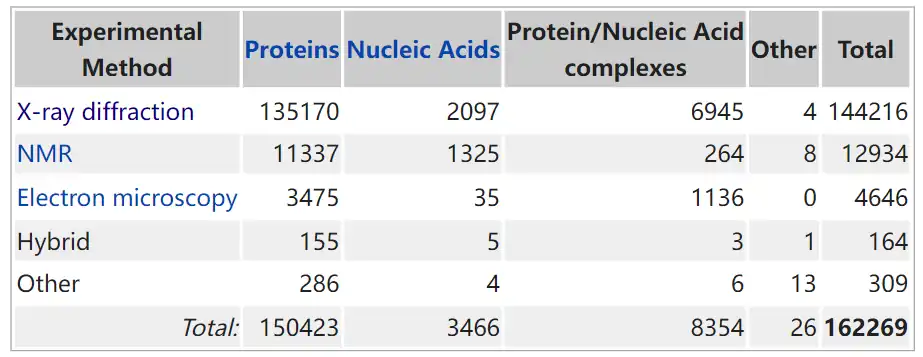 Experimental Method Proteins Nucleic Acids Protein/Nucleic Acid complexes Other Total
X-ray diffraction 135170 2097 6945 4 144216
NMR 11337 1325 264 8 12934
Electron microscopy 3475 35 1136 0 4646
Hybrid 155 5 3 1 164
Other 286 4 6 13 309
Total: 150423 3466 8354 26 162269